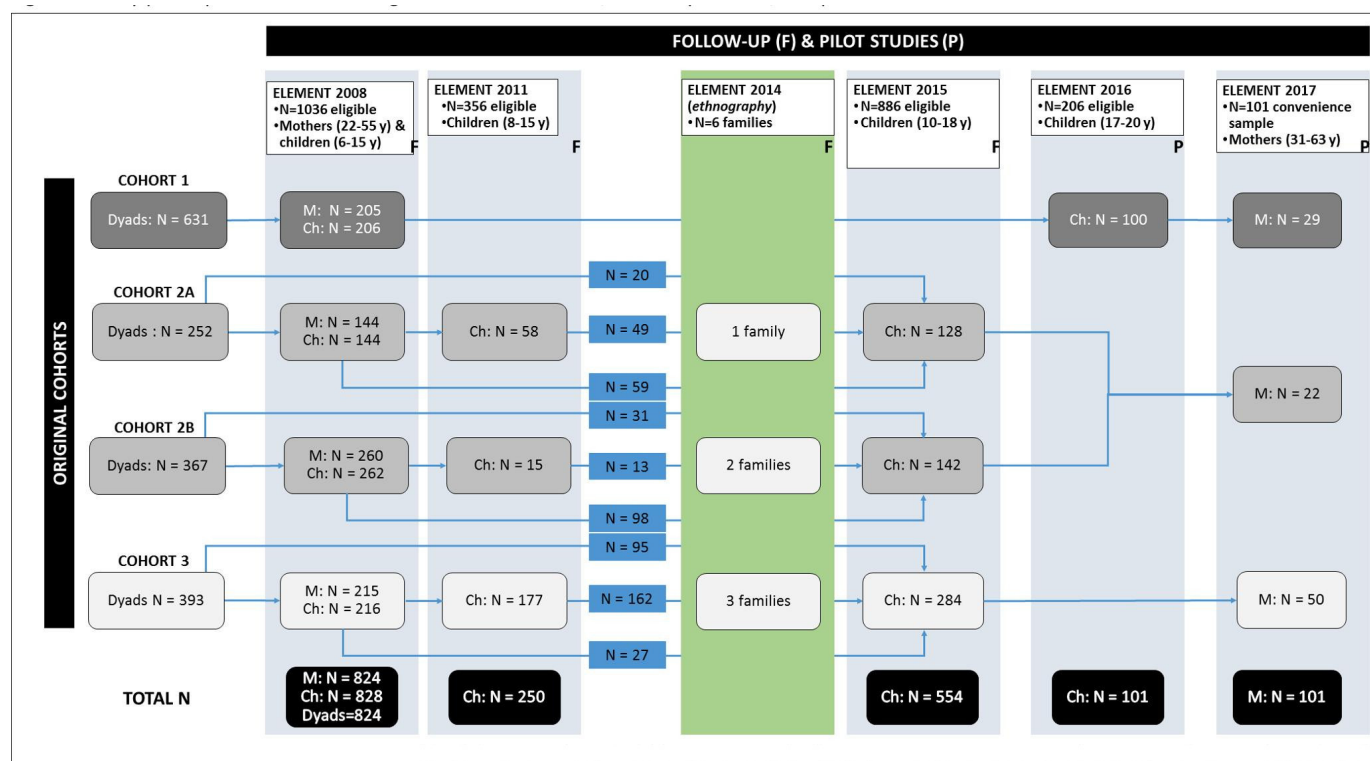 FOLLOW-UP (F) & PILOT STUDIES (P)
ELEMENT 2008
•N=1036 eligible
•Mothers (22-55 y) &
children (6-15 y)
F
ELEMENT 2011
•N=356 eligible
•Children (8-15 y)
F
ELEMENT 2014
(ethnography)
•N=6 families
F
ELEMENT 2015
•N=886 eligible
•Children (10-18 y)
F
ELEMENT 2016
•N=206 eligible
•Children (17-20 y)
P
ELEMENT 2017
•N=101 convenience
sample
•Mothers (31-63 y)
P
ORIGINAL COHORTS
COHORT 1
Dyads: N = 631
M: N = 205
Ch: N = 206
Ch: N = 100
M: N = 29
N = 20
COHORT 2A
Dyads : N = 252
M: N = 144
Ch: N = 144
Ch: N = 58
N = 49
1 family
Ch: N = 128
N = 59
M: N = 22
N = 31
COHORT 2B
Dyads: N = 367
M: N = 260
Ch: N = 262
Ch: N = 15
N = 13
2 families
Ch: N = 142
N = 98
N = 95
COHORT 3
Dyads N = 393
M: N = 215
Ch: N = 216
Ch: N = 177
N = 162
3 families
Ch: N = 284
M: N = 50
N = 27
TOTAL N
M: N = 824
Ch: N = 828
Dyads=824
Ch: N = 250
Ch: N = 554
Ch: N = 101
M: N = 101